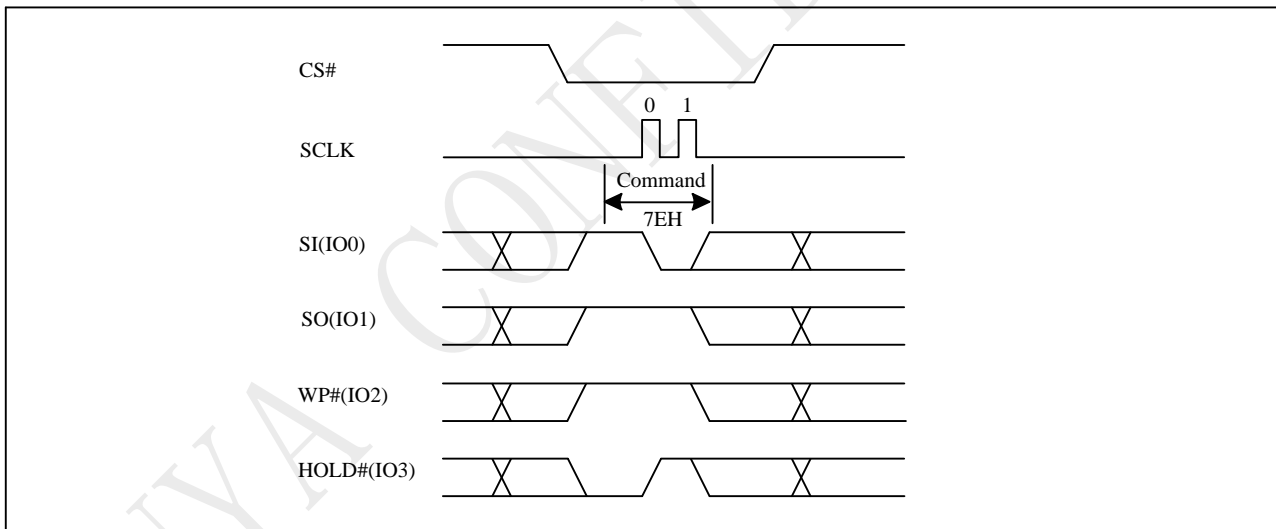 CS#
0 1
SCLK
Command
7EH
SI(IO0)
SO(IO1)
WP#(IO2)
HOLD#(IO3)